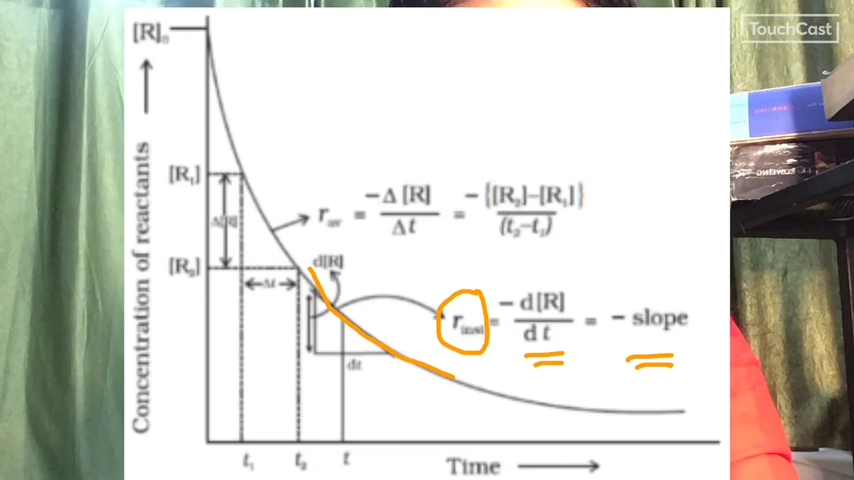 TouchCast
[R]₀
Concentration of reactants
[R₁]
Δ[R]
r_av = -Δ [R] / Δt = -{[R₂]-[R₁]} / (t₂-t₁)
[R₂]
Δt
d[R]
r_inst = -d[R] / dt = - slope
dt
t₁ t₂ t
Time